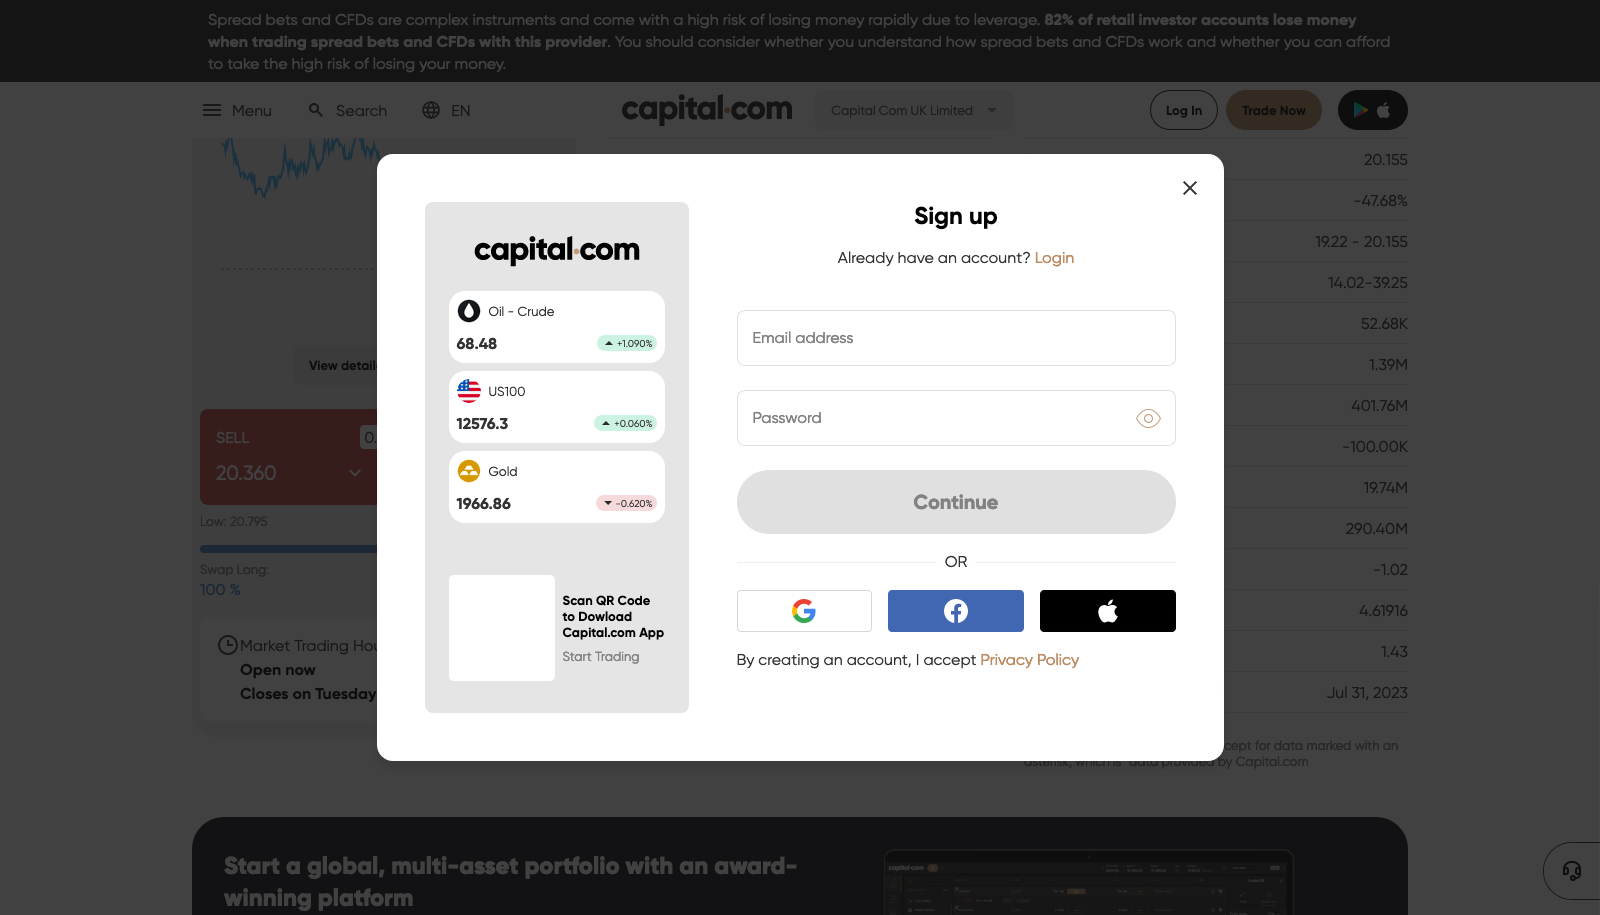 Spread bets and CFDs are complex instruments and come with a high risk of losing money rapidly due to leverage. 82% of retail investor accounts lose money
when trading spread bets and CFDs with this provider. You should consider whether you understand how spread bets and CFDs work and whether you can afford
to take the high risk of losing your money.
Menu
Search
EN
capital.com
Capital Com UK Limited
Log In
Trade Now
20.155
-47.68%
19.22 - 20.155
14.02-39.25
52.68K
1.39M
401.76M
-100.00K
19.74M
290.40M
-1.02
4.61916
1.43
Jul 31, 2023
View detail
SELL
0.
20.360
Low: 20.795
Swap Long:
100 %
Market Trading Hou
Open now
Closes on Tuesday
capital.com
Oil - Crude
68.48
+1.090%
US100
12576.3
+0.060%
Gold
1966.86
-0.620%
Scan QR Code
to Dowload
Capital.com App
Start Trading
Sign up
Already have an account? Login
Email address
Password
Continue
OR
By creating an account, I accept Privacy Policy
cept for data marked with an
asterisk, which is "data provided by Capital.com
Start a global, multi-asset portfolio with an award-
winning platform
capital.com